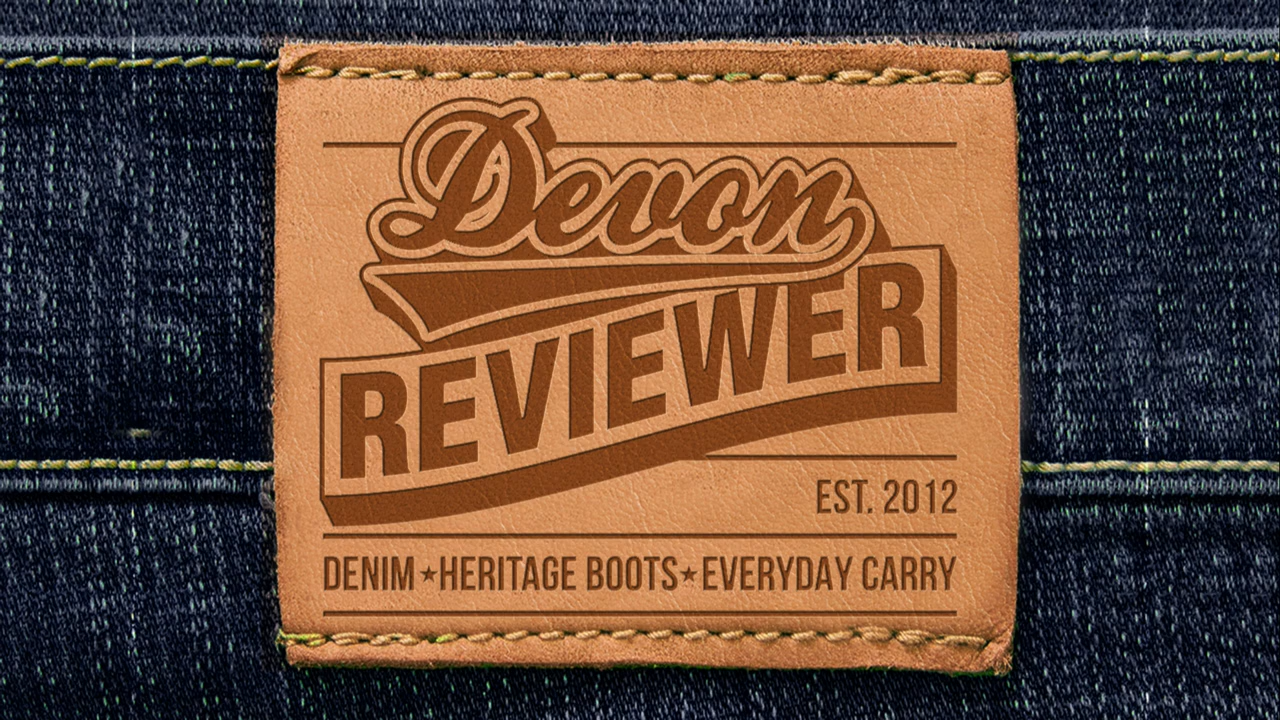 Devon
REVIEWER
EST. 2012
DENIM ★ HERITAGE BOOTS ★ EVERYDAY CARRY